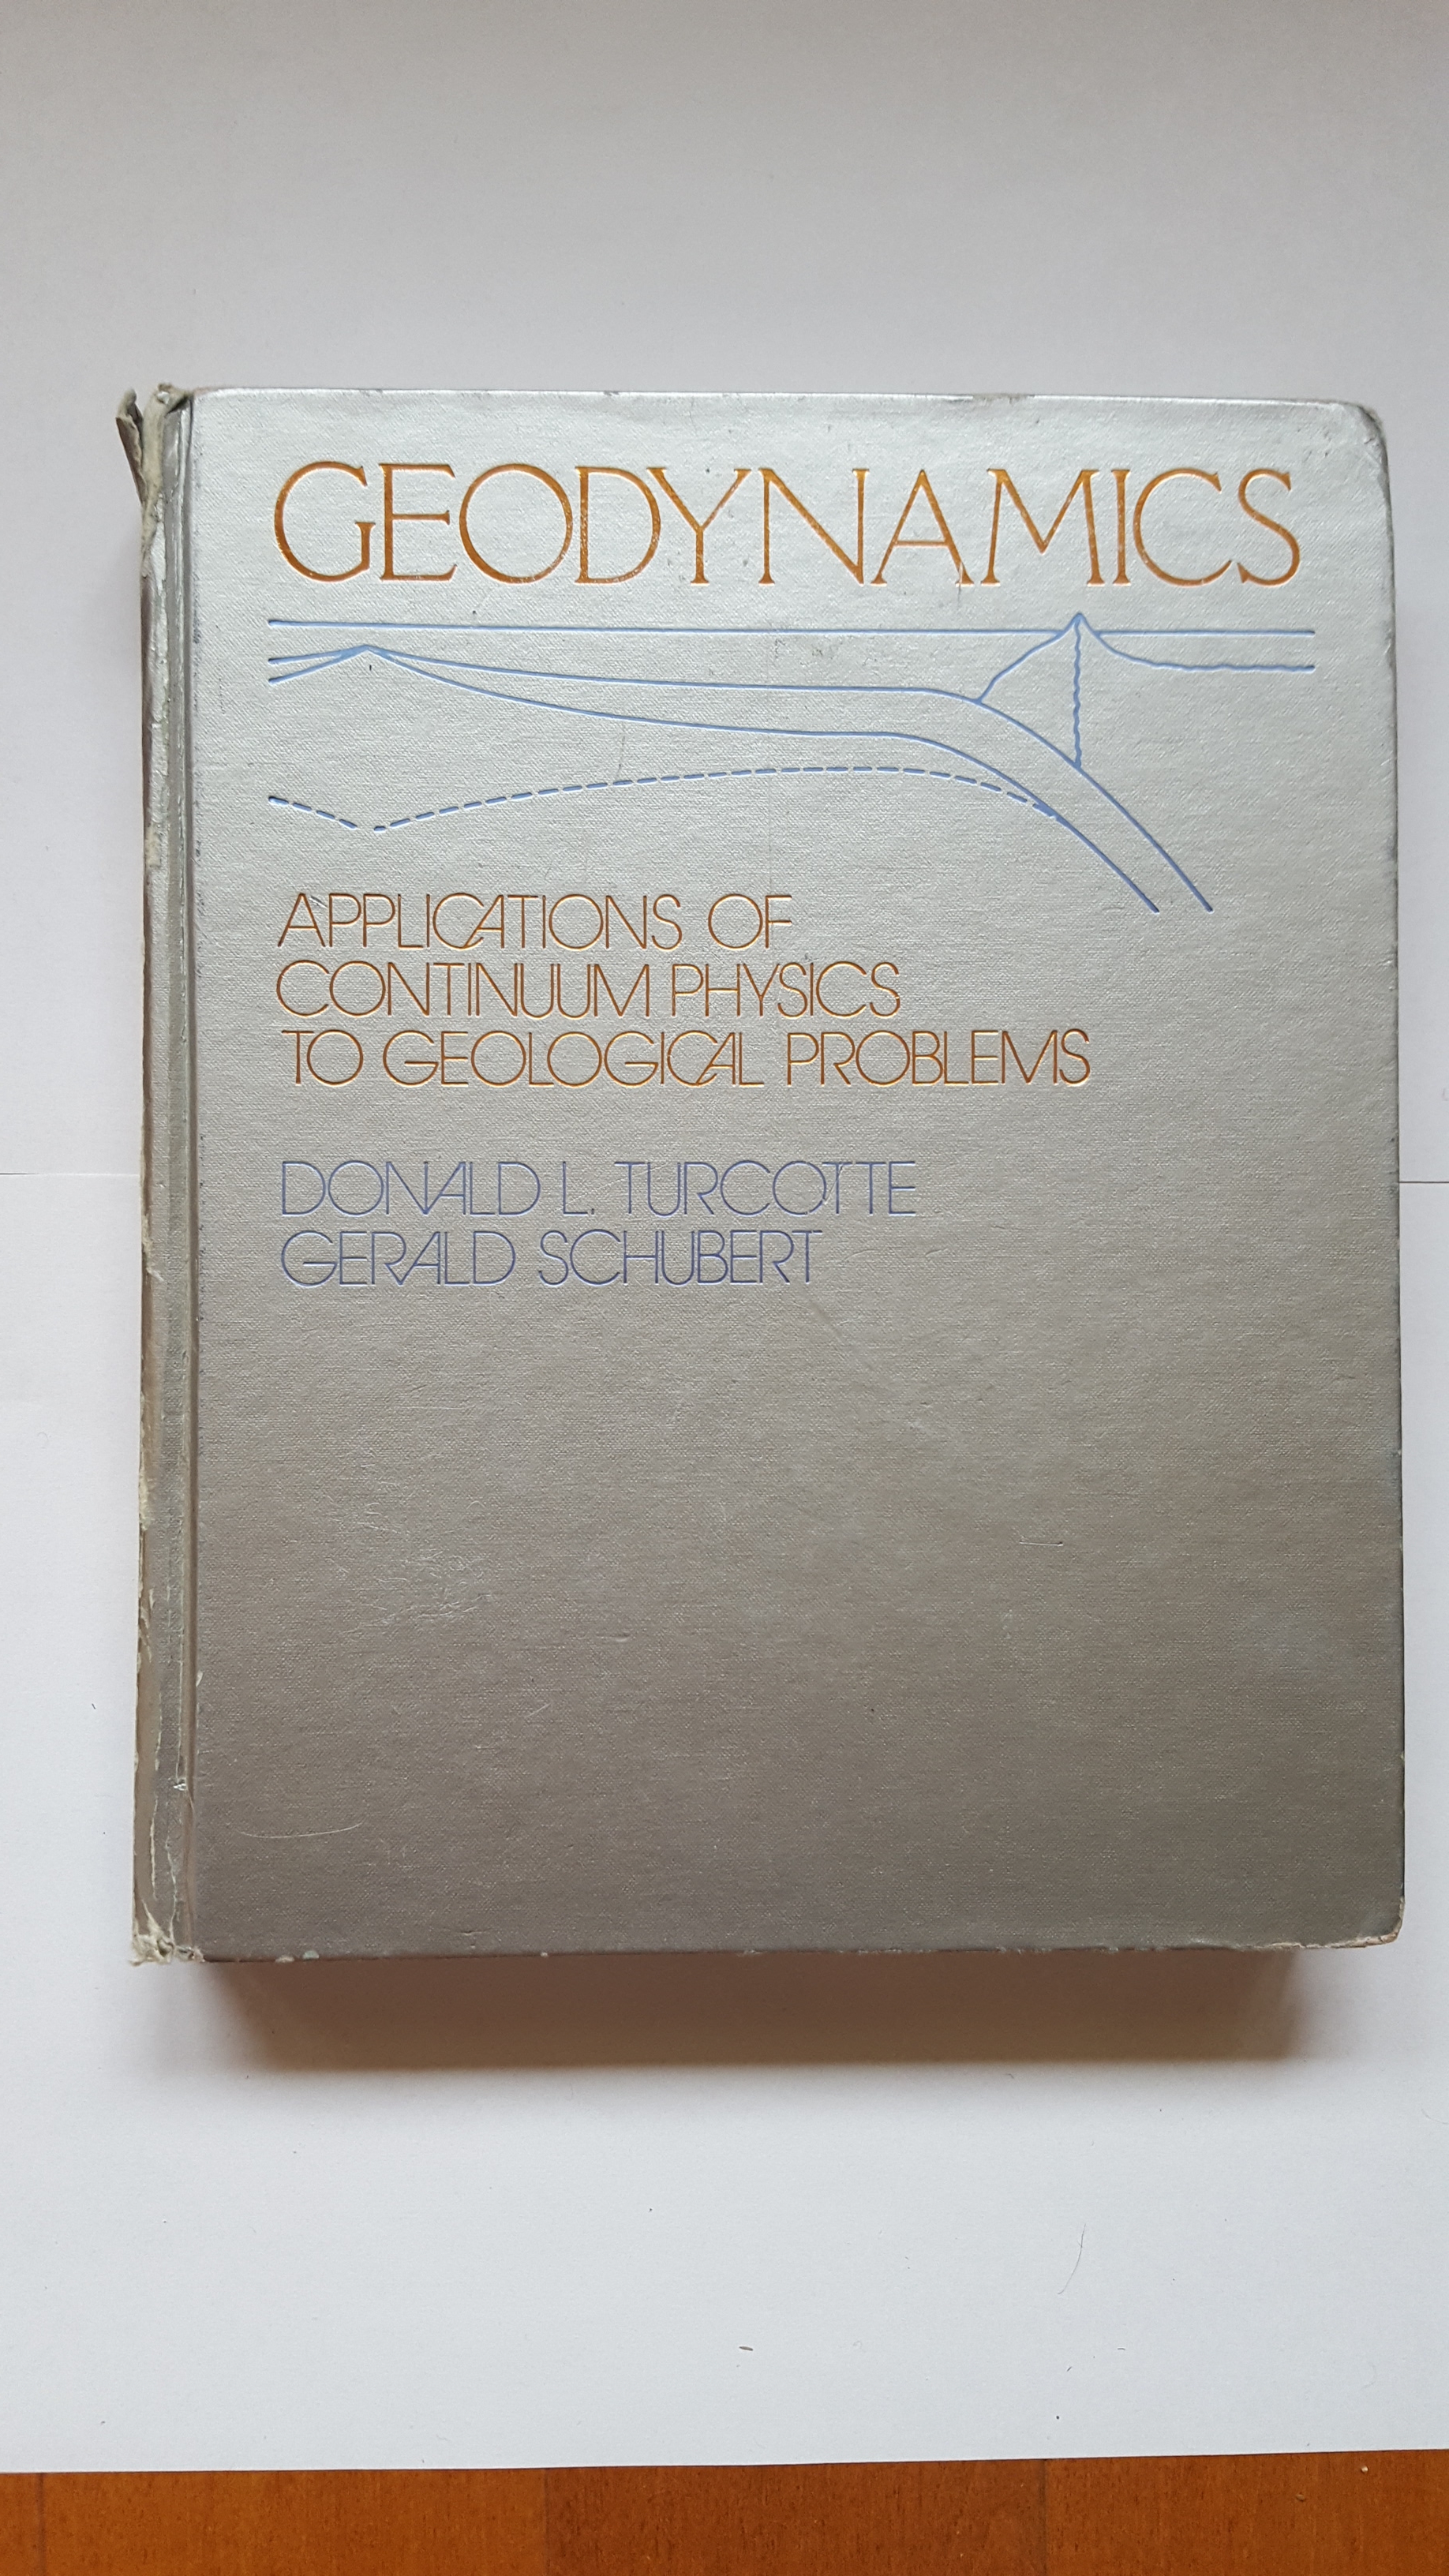 GEODYNAMICS
APPLICATIONS OF
CONTINUUM PHYSICS
TO GEOLOGICAL PROBLEMS
DONALD L. TURCOTTE
GERALD SCHUBERT